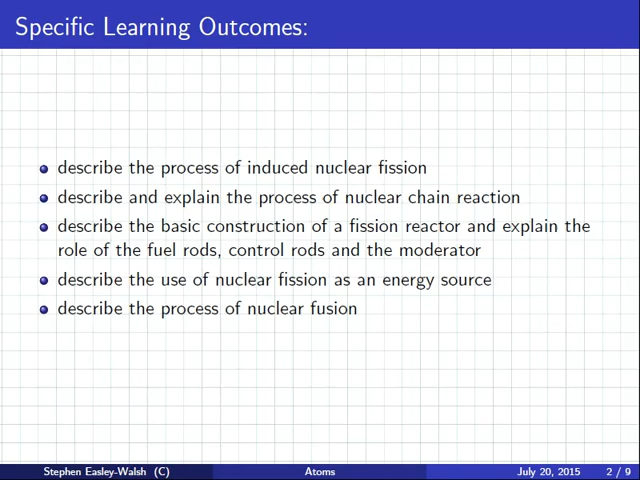 Specific Learning Outcomes:
describe the process of induced nuclear fission
describe and explain the process of nuclear chain reaction
describe the basic construction of a fission reactor and explain the
role of the fuel rods, control rods and the moderator
describe the use of nuclear fission as an energy source
describe the process of nuclear fusion
Stephen Easley-Walsh (C) Atoms July 20, 2015 2 / 9